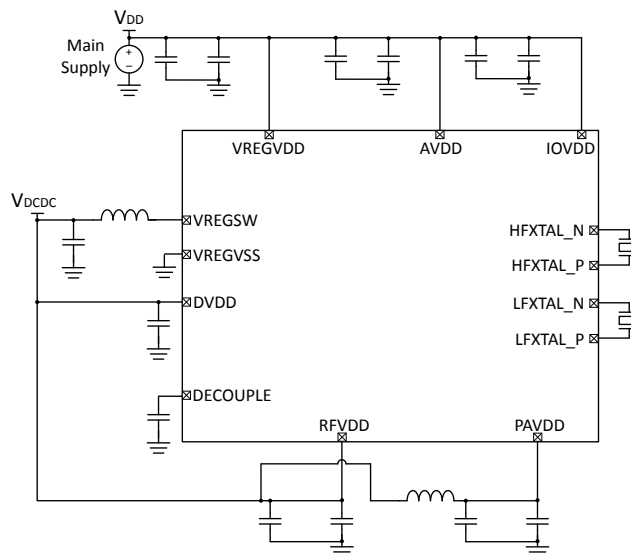 VDD
Main
Supply
+
−
VREGVDD
AVDD
IOVDD
VDCDC
VREGSW
HFXTAL_N
VREGVSS
HFXTAL_P
DVDD
LFXTAL_N
LFXTAL_P
DECOUPLE
RFVDD
PAVDD